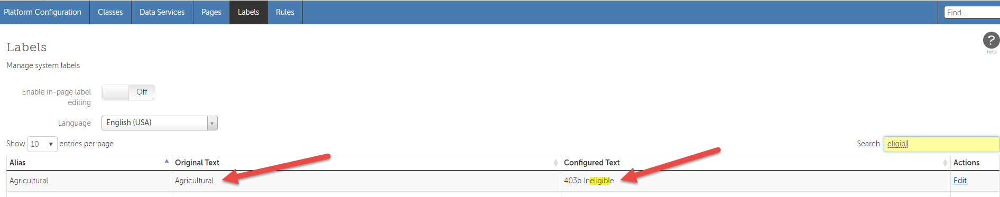 Platform Configuration Classes Data Services Pages Labels Rules Find...
Labels
?
help
Manage system labels
Enable in-page label
editing
Off
Language English (USA)
Show 10 entries per page Search eligibl
Alias Original Text Configured Text Actions
Agricultural Agricultural 403b Ineligible Edit